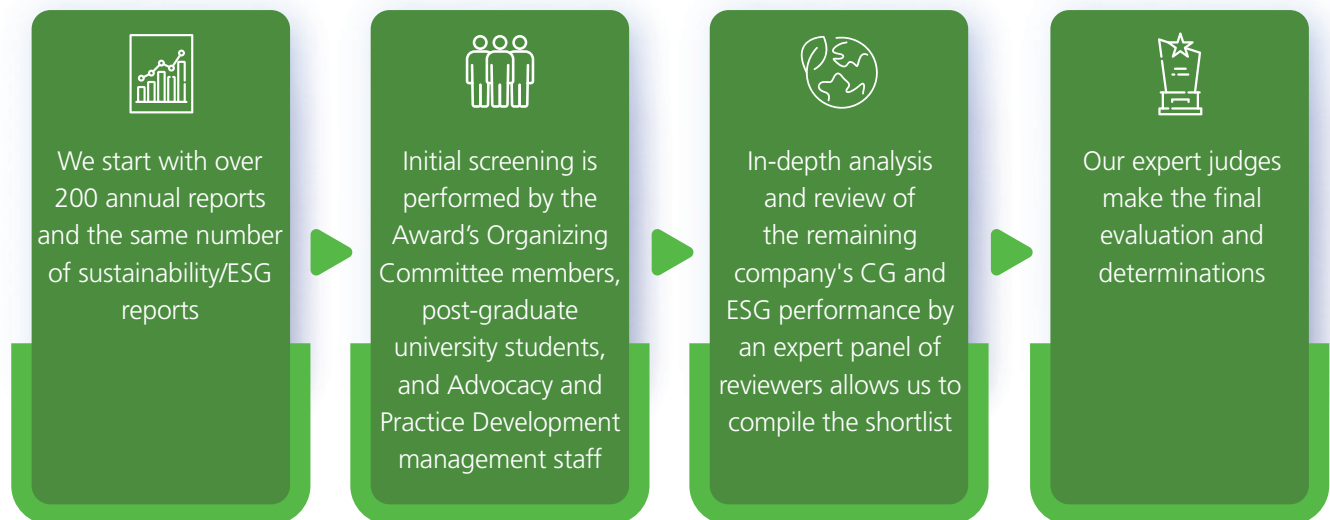 We start with over
200 annual reports
and the same number
of sustainability/ESG
reports
Initial screening is
performed by the
Award’s Organizing
Committee members,
post-graduate
university students,
and Advocacy and
Practice Development
management staff
In-depth analysis
and review of
the remaining
company's CG and
ESG performance by
an expert panel of
reviewers allows us to
compile the shortlist
Our expert judges
make the final
evaluation and
determinations